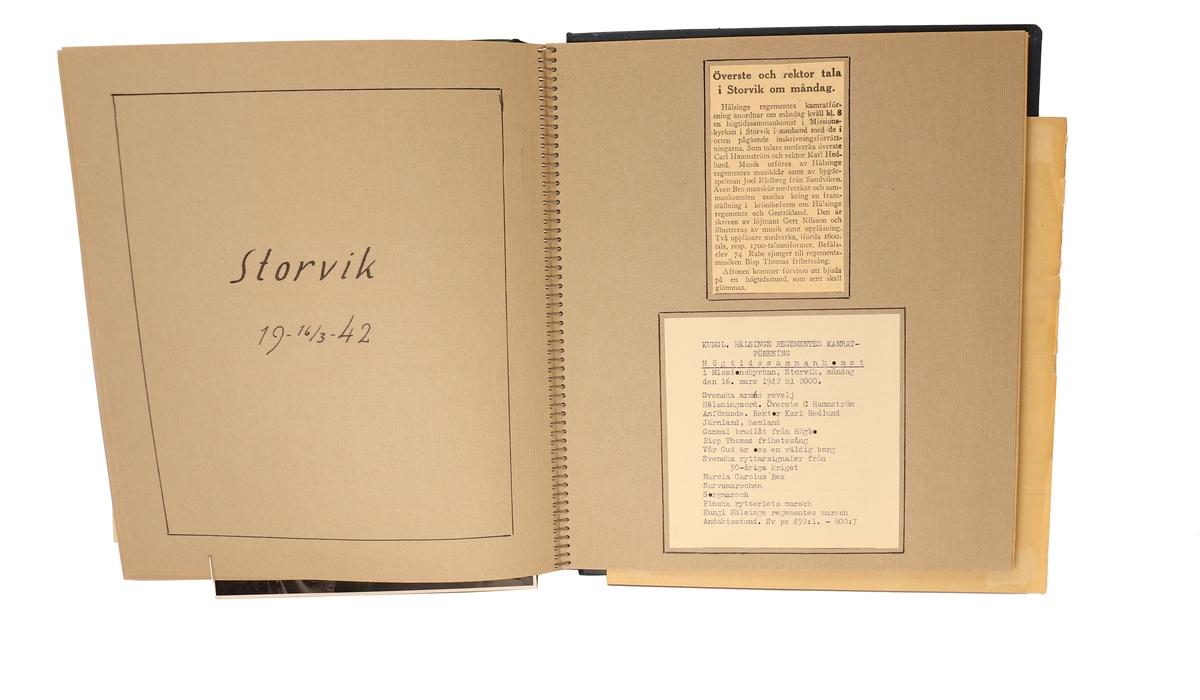 Storvik
19-16/3-42
Överste och rektor tala
i Storvik om måndag.
Hälsinge regementes kamratför-
ening anordnar om måndag kväll kl. 8
en högtidssammankomst i Missions-
kyrkan i Storvik i samband med de i
orten pågående inskrivningsförrätt-
ningarna. Som talare medverka överste
Carl Hamnström och rektor Karl Hed-
lund. Musik utföres av Hälsinge
regementes musikkår samt av bygde-
spelman Joel Rådberg från Sandviken.
Även Bro manskör medverkar och sam-
mankomsten samlas kring en fram-
ställning i krönikeform om Hälsinge
regemente och Gestrikland. Den är
skriven av löjtnant Gert Nilsson och
illustreras av musik samt uppläsning.
Två uppläsare medverka, iförda 1600-
tals, resp. 1700-talsuniformer. Befäls-
elev 74 Rabe sjunger till regements-
musiken Bisp Thomas frihetssång.
Aftonen kommer förvisso att bjuda
på en högtidsstund, som sent skall
glömmas.
KUNGL. HÄLSINGE REGEMENTES KAMRAT-
FÖRENING
H ö g t i d s s a m m a n k o m s t
i Missionskyrkan, Storvik, måndag
den 16. mars 1942 kl 2000.
Svenska armés revelj
Hälsningsord. Överste C Hammström
Anförande. Rektor Karl Hedlund
Järnland, hemland
Gammal brudlåt från Högbo
Bisp Thomas frihetssång
Vår Gud är oss en väldig borg
Svenska ryttarsignaler från
30-åriga kriget
Marcia Carolus Rex
Narvamarschen
Sorgmarsch
Finska rytteriets marsch
Kungl Hälsinge regementes marsch
Andaktsstund. Sv ps 492:1. - 600:7